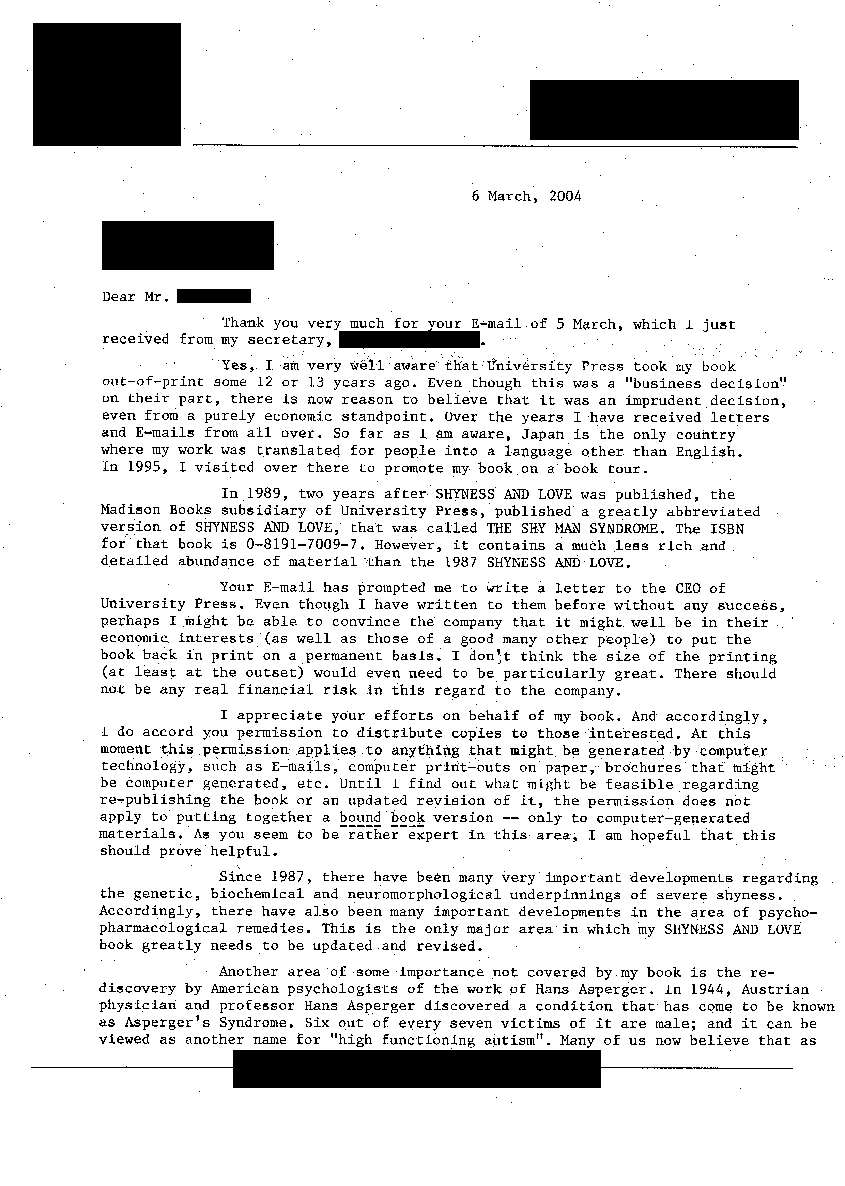 6 March, 2004
Dear Mr.
Thank you very much for your E-mail of 5 March, which I just
received from my secretary, .
Yes, I am very well aware that University Press took my book
out-of-print some 12 or 13 years ago. Even though this was a "business decision"
on their part, there is now reason to believe that it was an imprudent decision,
even from a purely economic standpoint. Over the years I have received letters
and E-mails from all over. So far as I am aware, Japan is the only country
where my work was translated for people into a language other than English.
In 1995, I visited over there to promote my book on a book tour.
In 1989, two years after SHYNESS AND LOVE was published, the
Madison Books subsidiary of University Press, published a greatly abbreviated
version of SHYNESS AND LOVE, that was called THE SHY MAN SYNDROME. The ISBN
for that book is 0-8191-7009-7. However, it contains a much less rich and
detailed abundance of material than the 1987 SHYNESS AND LOVE.
Your E-mail has prompted me to write a letter to the CEO of
University Press. Even though I have written to them before without any success,
perhaps I might be able to convince the company that it might well be in their
economic interests (as well as those of a good many other people) to put the
book back in print on a permanent basis. I don't think the size of the printing
(at least at the outset) would even need to be particularly great. There should
not be any real financial risk in this regard to the company.
I appreciate your efforts on behalf of my book. And accordingly,
I do accord you permission to distribute copies to those interested. At this
moment this permission applies to anything that might be generated by computer
technology, such as E-mails, computer print-outs on paper, brochures that might
be computer generated, etc. Until I find out what might be feasible regarding
re-publishing the book or an updated revision of it, the permission does not
apply to putting together a bound book version -- only to computer-generated
materials. As you seem to be rather expert in this area, I am hopeful that this
should prove helpful.
Since 1987, there have been many very important developments regarding
the genetic, biochemical and neuromorphological underpinnings of severe shyness.
Accordingly, there have also been many important developments in the area of psycho-
pharmacological remedies. This is the only major area in which my SHYNESS AND LOVE
book greatly needs to be updated and revised.
Another area of some importance not covered by my book is the re-
discovery by American psychologists of the work of Hans Asperger. In 1944, Austrian
physician and professor Hans Asperger discovered a condition that has come to be known
as Asperger's Syndrome. Six out of every seven victims of it are male; and it can be
viewed as another name for "high functioning autism". Many of us now believe that as